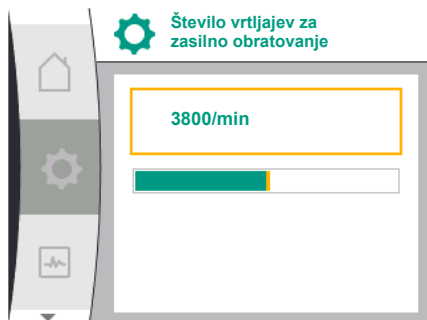 Število vrtljajev za
zasilno obratovanje
3800/min